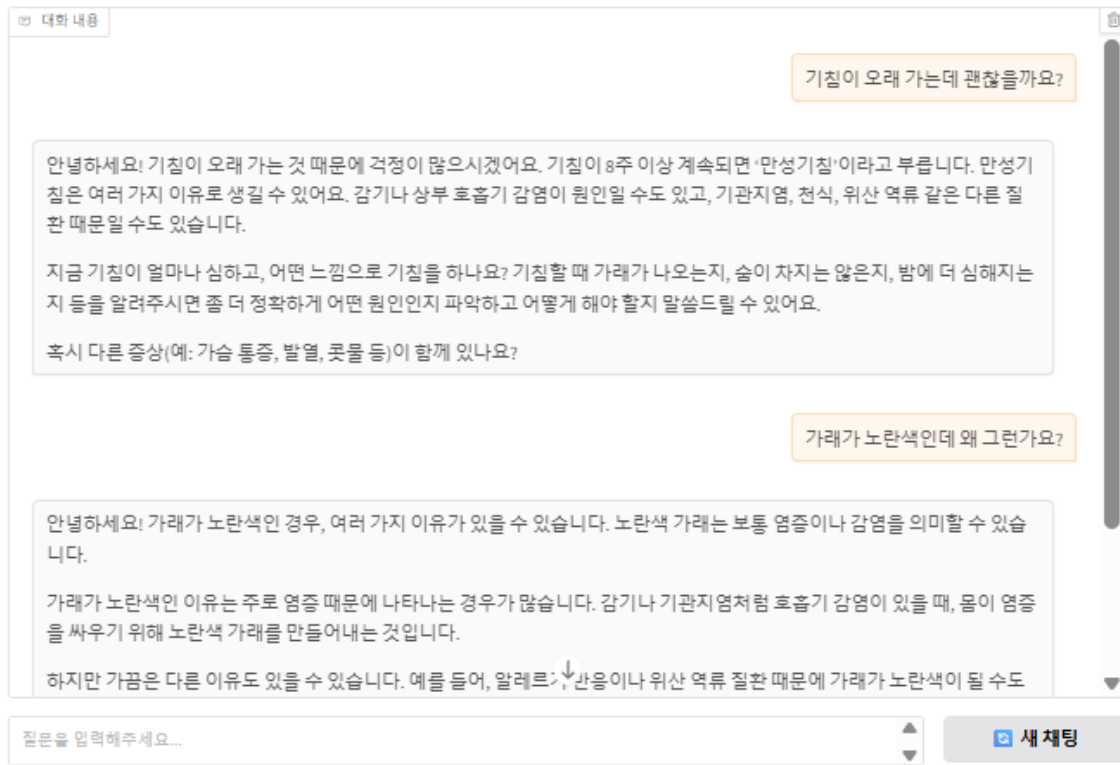 대화 내용
기침이 오래 가는데 괜찮을까요?
안녕하세요! 기침이 오래 가는 것 때문에 걱정이 많으시겠어요. 기침이 8주 이상 계속되면 '만성기침'이라고 부릅니다. 만성기
침은 여러 가지 이유로 생길 수 있어요. 감기나 상부 호흡기 감염이 원인일 수도 있고, 기관지염, 천식, 위산 역류 같은 다른 질
환 때문일 수도 있습니다.
지금 기침이 얼마나 심하고, 어떤 느낌으로 기침을 하나요? 기침할 때 가래가 나오는지, 숨이 차지는 않은지, 밤에 더 심해지는
지 등을 알려주시면 좀 더 정확하게 어떤 원인인지 파악하고 어떻게 해야 할지 말씀드릴 수 있어요.
혹시 다른 증상(예: 가슴 통증, 발열, 콧물 등)이 함께 있나요?
가래가 노란색인데 왜 그런가요?
안녕하세요! 가래가 노란색인 경우, 여러 가지 이유가 있을 수 있습니다. 노란색 가래는 보통 염증이나 감염을 의미할 수 있습
니다.
가래가 노란색인 이유는 주로 염증 때문에 나타나는 경우가 많습니다. 감기나 기관지염처럼 호흡기 감염이 있을 때, 몸이 염증
을 싸우기 위해 노란색 가래를 만들어내는 것입니다.
하지만 가끔은 다른 이유도 있을 수 있습니다. 예를 들어, 반응이나 위산 역류 질환 때문에 가래가 노란색이 될 수도
질문을 입력해주세요...
새 채팅